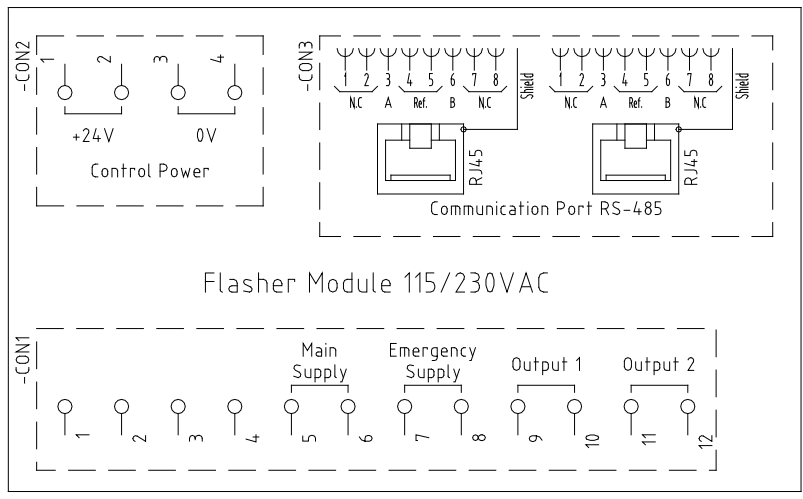 -CON2
1 2 3 4
+24V 0V
Control Power
-CON3
1 2 3 4 5 6 7 8 Shield
N.C A Ref. B N.C
RJ45
1 2 3 4 5 6 7 8 Shield
N.C A Ref. B N.C
RJ45
Communication Port RS-485
Flasher Module 115/230VAC
-CON1
Main Supply
Emergency Supply
Output 1
Output 2
1 2 3 4 5 6 7 8 9 10 11 12